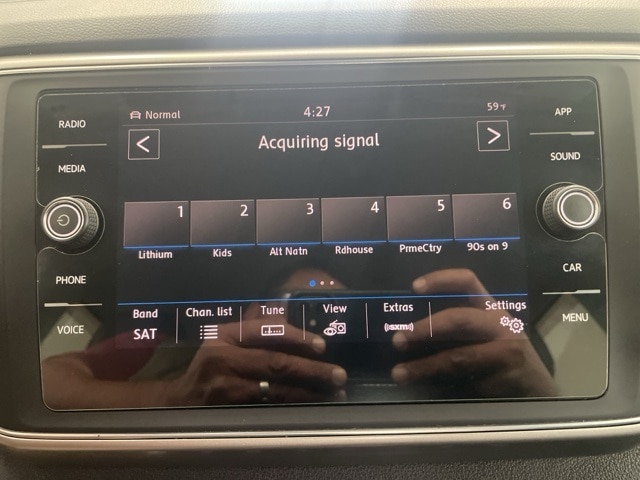 RADIO
MEDIA
PHONE
VOICE
Normal
4:27
59°F
< Acquiring signal >
1 2 3 4 5 6
Lithium Kids Alt Natn Rdhouse PrmeCtry 90s on 9
Band Chan. list Tune View Extras Settings
SAT
((sxm))
APP
SOUND
CAR
MENU